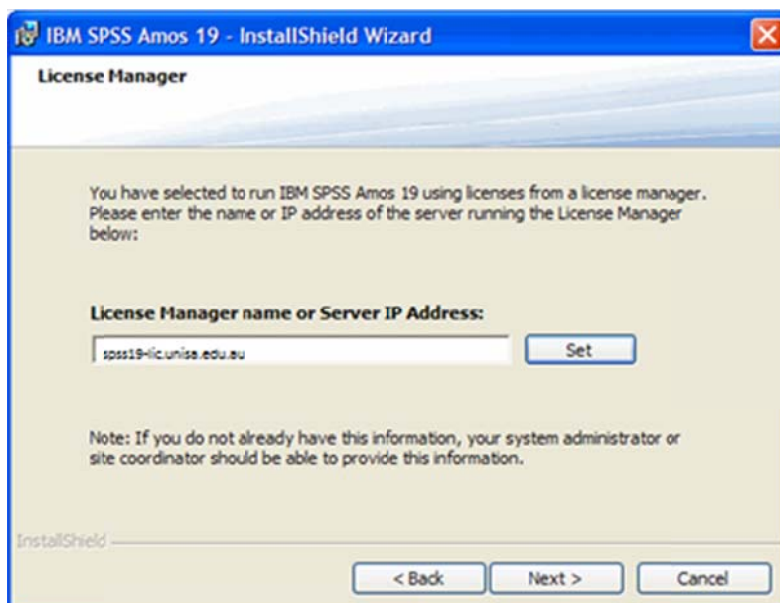 IBM SPSS Amos 19 - InstallShield Wizard
License Manager
You have selected to run IBM SPSS Amos 19 using licenses from a license manager.
Please enter the name or IP address of the server running the License Manager
below:
License Manager name or Server IP Address:
spss19-lic.unisa.edu.au
Set
Note: If you do not already have this information, your system administrator or
site coordinator should be able to provide this information.
InstallShield
< Back
Next >
Cancel